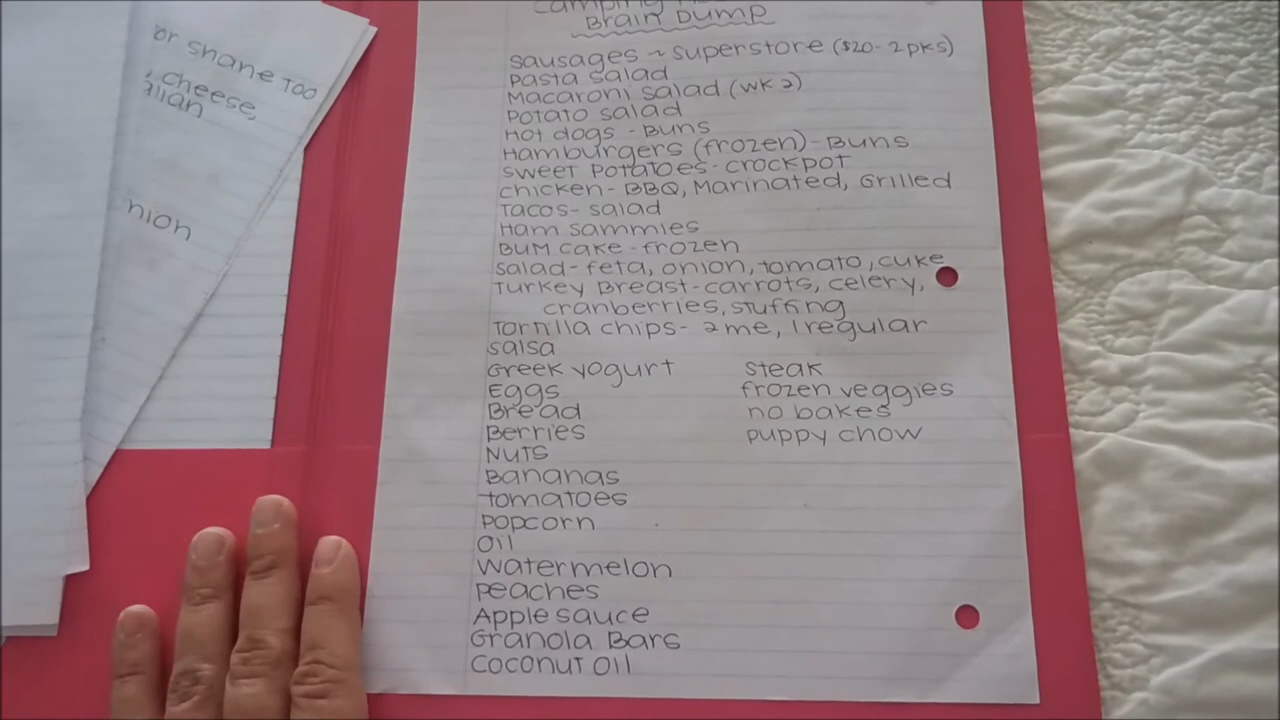 or shane TOO
, cheese,
nion
Camping
Brain Dump
sausages ~ superstore ($20- 2pks)
Pasta salad
Macaroni salad (wk 2)
Potato salad
Hot dogs - Buns
Hamburgers (frozen) - Buns
sweet Potatoes - crockpot
chicken - BBQ, Marinated, Grilled
Tacos - salad
Ham sammies
BUM cake - frozen
salad - feta, onion, tomato, cuke
Turkey Breast - carrots, celery,
cranberries, stuffing
Tortilla chips - 2 me, 1 regular
salsa
Greek yogurt
Eggs
Bread
Berries
NUTS
Bananas
tomatoes
popcorn
oil
watermelon
peaches
Apple sauce
Granola Bars
coconut oil
steak
frozen veggies
no bakes
puppy chow